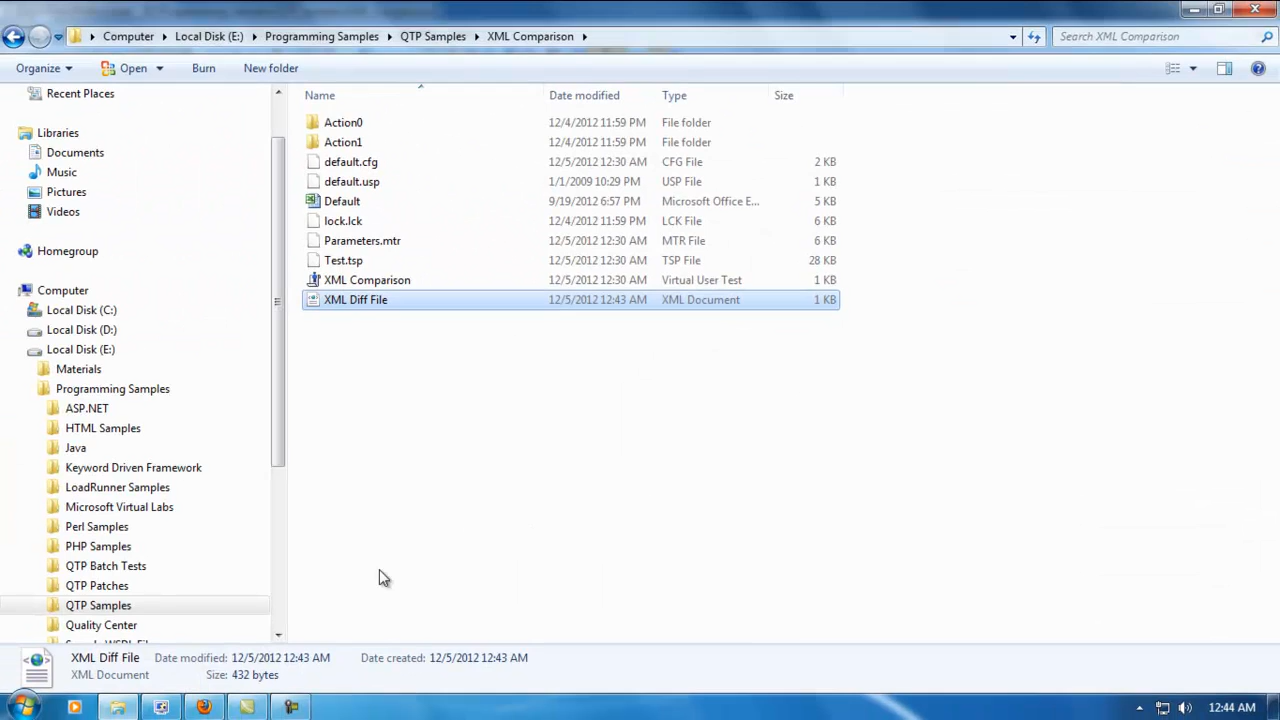 Computer Local Disk (E:) Programming Samples QTP Samples XML Comparison Search XML Comparison
Organize Open Burn New folder
Recent Places
Libraries
Documents
Music
Pictures
Videos
Homegroup
Computer
Local Disk (C:)
Local Disk (D:)
Local Disk (E:)
Materials
Programming Samples
ASP.NET
HTML Samples
Java
Keyword Driven Framework
LoadRunner Samples
Microsoft Virtual Labs
Perl Samples
PHP Samples
QTP Batch Tests
QTP Patches
QTP Samples
Quality Center
Name Date modified Type Size
Action0 12/4/2012 11:59 PM File folder
Action1 12/4/2012 11:59 PM File folder
default.cfg 12/5/2012 12:30 AM CFG File 2 KB
default.usp 1/1/2009 10:29 PM USP File 1 KB
Default 9/19/2012 6:57 PM Microsoft Office E... 5 KB
lock.lck 12/4/2012 11:59 PM LCK File 6 KB
Parameters.mtr 12/5/2012 12:30 AM MTR File 6 KB
Test.tsp 12/5/2012 12:30 AM TSP File 28 KB
XML Comparison 12/5/2012 12:30 AM Virtual User Test 1 KB
XML Diff File 12/5/2012 12:43 AM XML Document 1 KB
XML Diff File Date modified: 12/5/2012 12:43 AM Date created: 12/5/2012 12:43 AM
XML Document Size: 432 bytes
12:44 AM